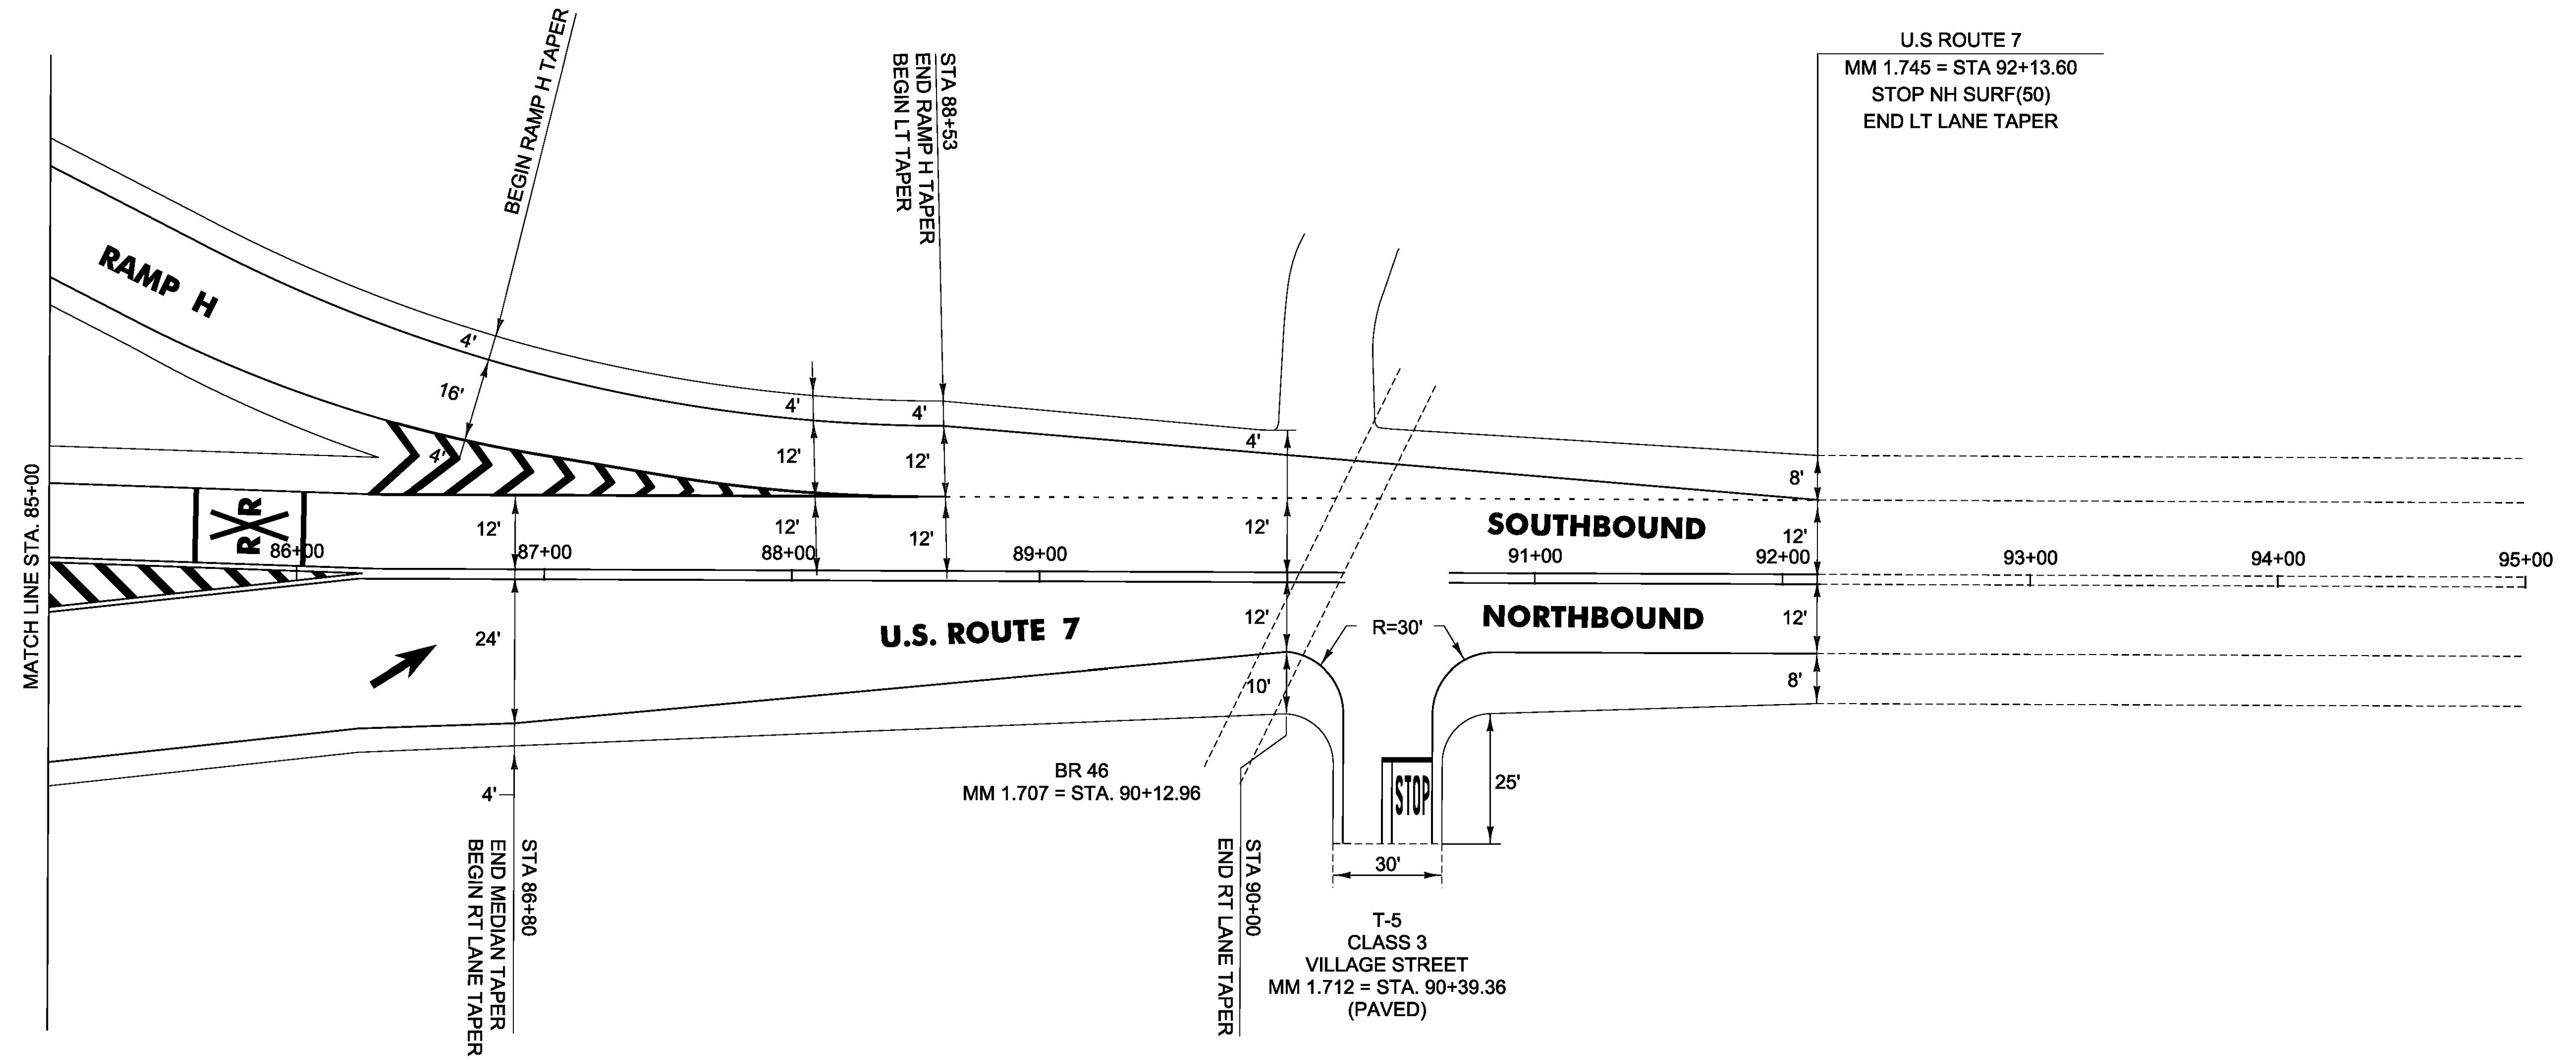 U.S ROUTE 7
MM 1.745 = STA 92+13.60
STOP NH SURF(50)
END LT LANE TAPER
BEGIN RAMP H TAPER
STA 88+53
END RAMP H TAPER
BEGIN LT TAPER
RAMP H
4'
16'
4'
4'
12'
4'
12'
4'
8'
MATCH LINE STA. 85+00
R R
12'
12'
12'
12'
SOUTHBOUND
12'
86+00
87+00
88+00
89+00
91+00
92+00
93+00
94+00
95+00
24'
U.S. ROUTE 7
12'
R=30'
NORTHBOUND
12'
10'
8'
4'
BR 46
MM 1.707 = STA. 90+12.96
STOP
25'
30'
STA 86+80
END MEDIAN TAPER
BEGIN RT LANE TAPER
STA 90+00
END RT LANE TAPER
T-5
CLASS 3
VILLAGE STREET
MM 1.712 = STA. 90+39.36
(PAVED)